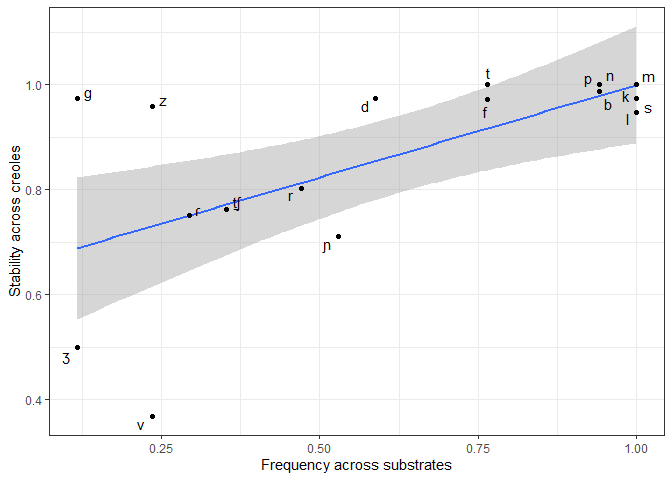 Stability across creoles
1.0
0.8
0.6
0.4
g
z
d
t
f
p
n
b
m
k
s
l
ɾ
tʃ
r
ɲ
ʒ
v
0.25
0.50
0.75
1.00
Frequency across substrates